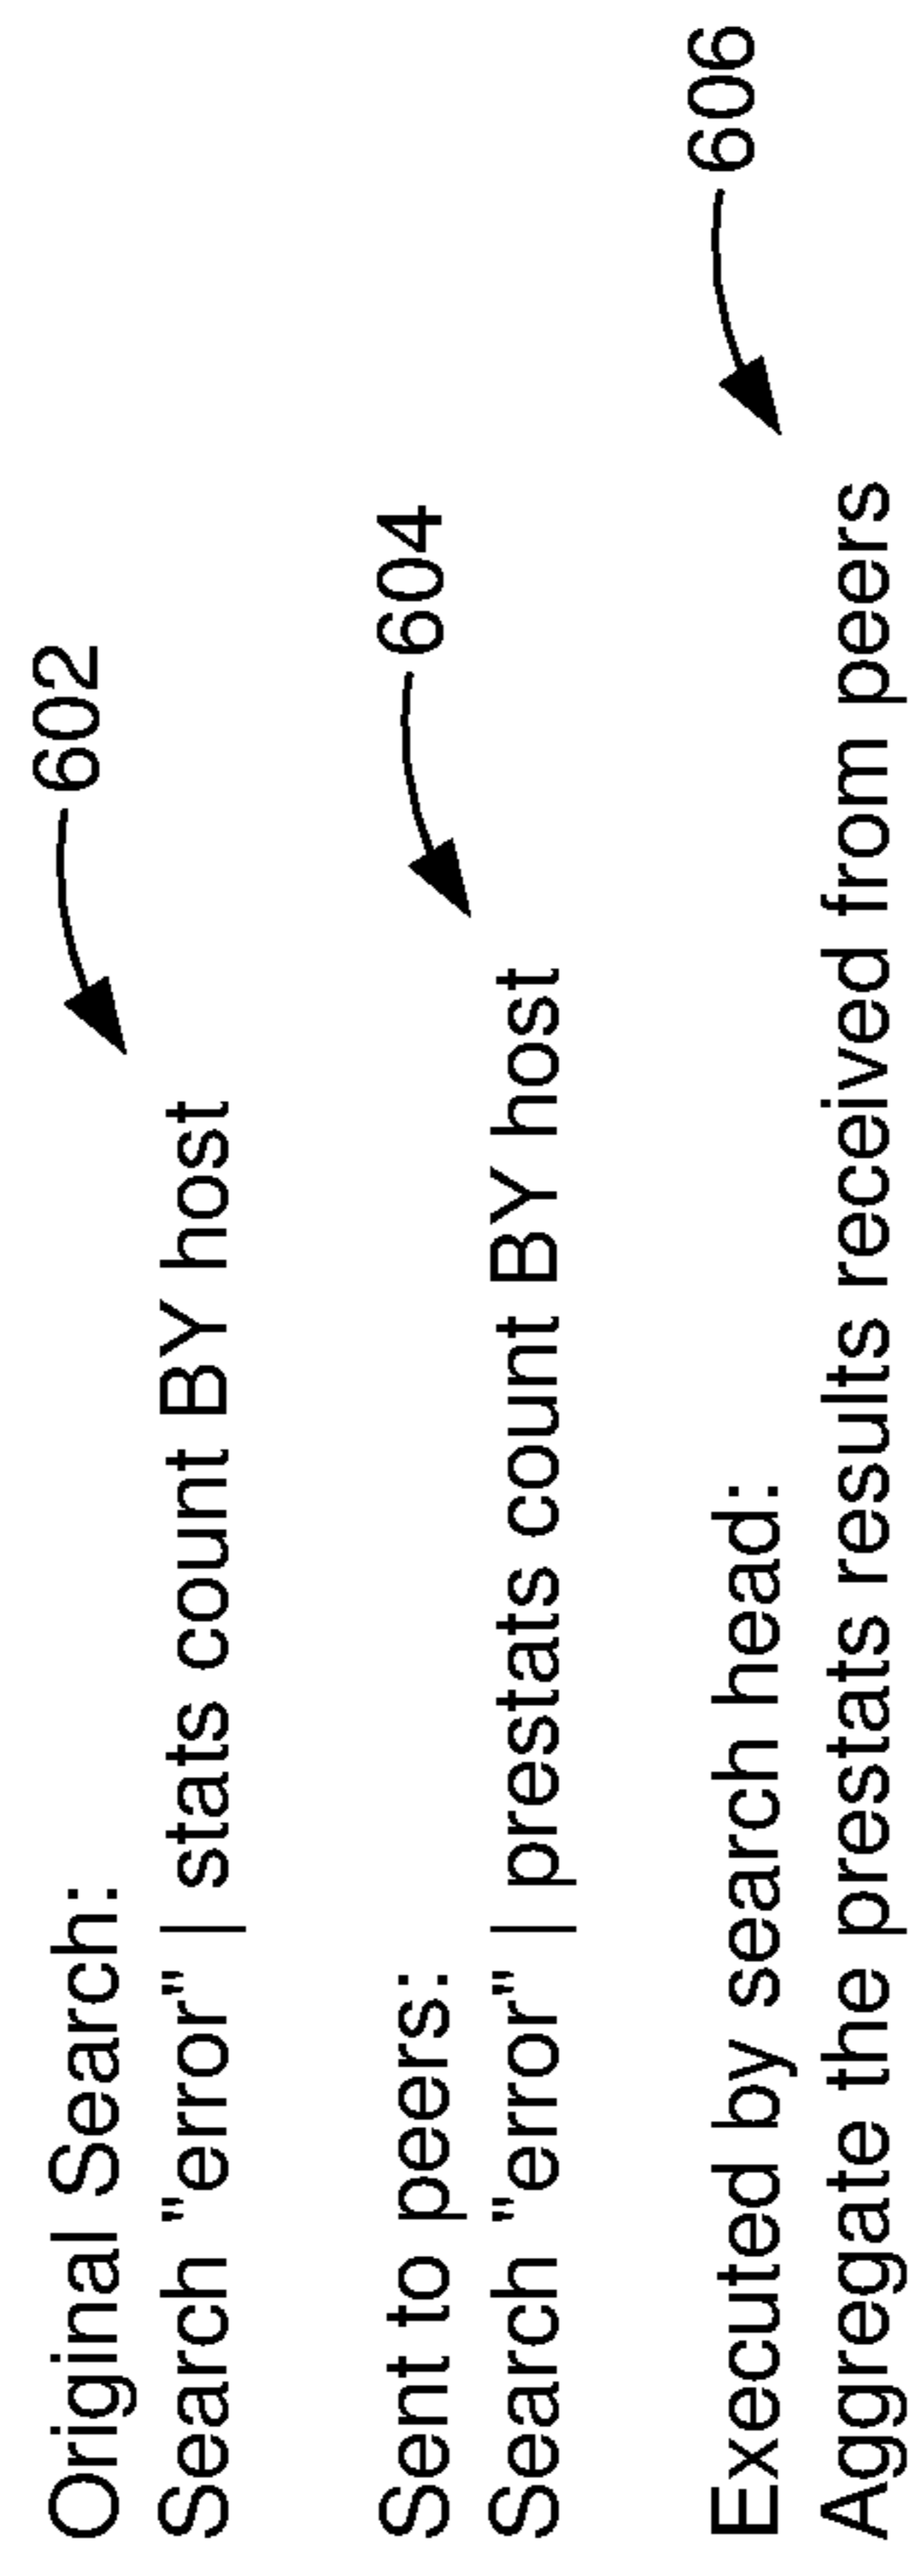 Original Search:
602
Search "error" | stats count BY host
Sent to peers:
604
Search "error" | prestats count BY host
Executed by search head:
606
Aggregate the prestats results received from peers